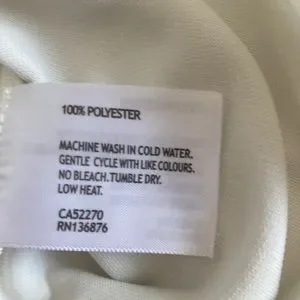 100% POLYESTER
MACHINE WASH IN COLD WATER.
GENTLE CYCLE WITH LIKE COLOURS.
NO BLEACH. TUMBLE DRY.
LOW HEAT.
CA52270
RN136876